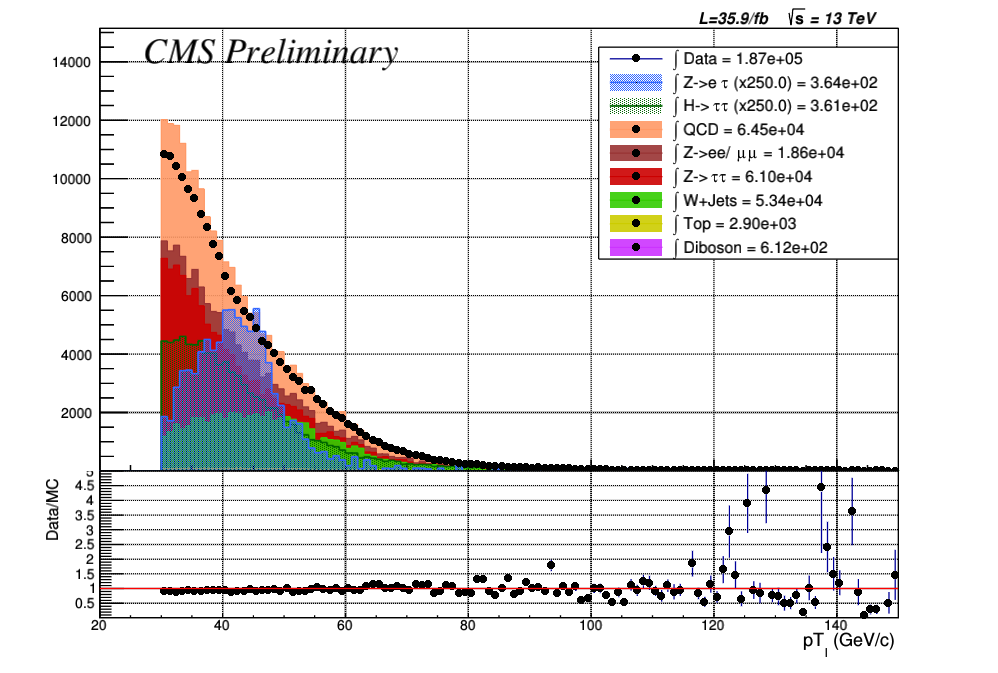 L=35.9/fb √s = 13 TeV
CMS Preliminary
∫ Data = 1.87e+05
∫ Z->e τ (x250.0) = 3.64e+02
∫ H-> ττ (x250.0) = 3.61e+02
∫ QCD = 6.45e+04
∫ Z->ee/ μμ = 1.86e+04
∫ Z-> ττ = 6.10e+04
∫ W+Jets = 5.34e+04
∫ Top = 2.90e+03
∫ Diboson = 6.12e+02
14000
12000
10000
8000
6000
4000
2000
Data/MC
5
4.5
4
3.5
3
2.5
2
1.5
1
0.5
20 40 60 80 100 120 140
pT_l (GeV/c)